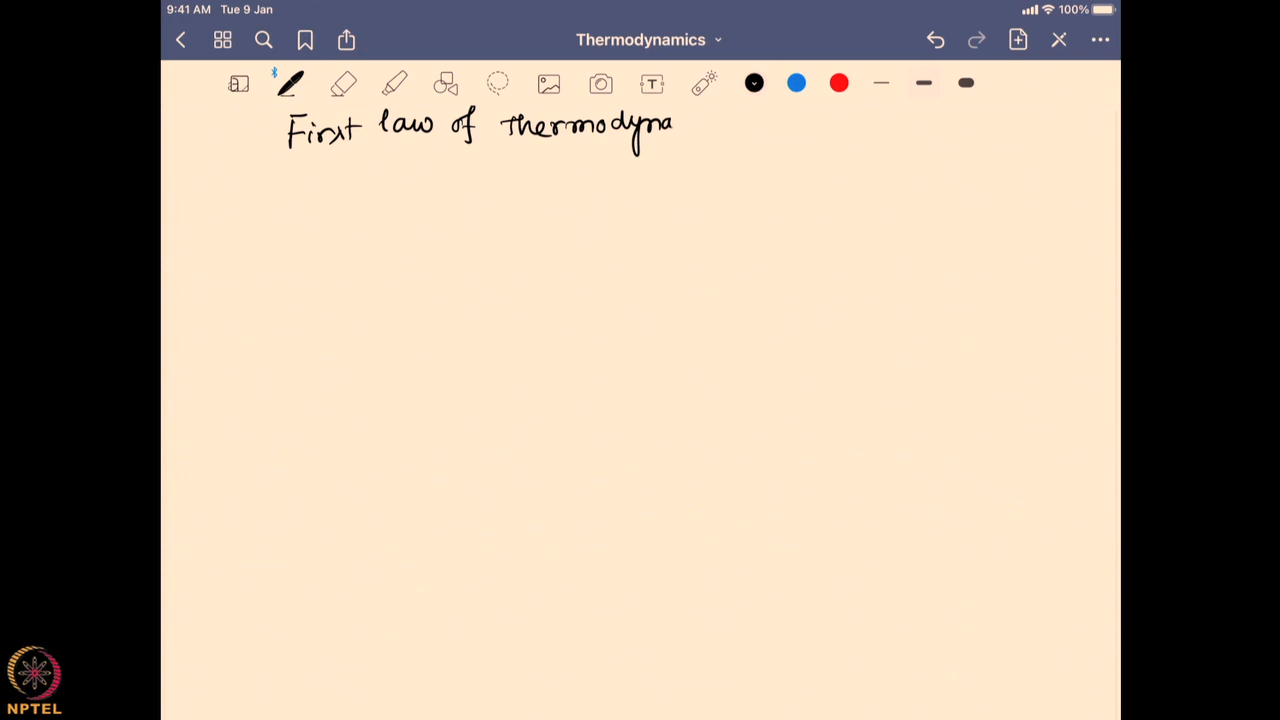 9:41 AM Tue 9 Jan 100%
Thermodynamics
T
First law of Thermodyna
NPTEL